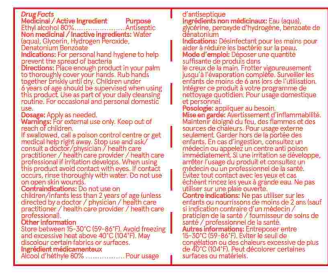 Drug Facts
Medicinal / Active Ingredient Purpose
Ethyl alcohol 80% ........................ Antiseptic
Non medicinal / Inactive ingredients: Water
(aqua), Glycerin, Hydrogen Peroxide,
Denatonium Benzoate
Indications: For personal hand hygiene to help
prevent the spread of bacteria
Directions: Place enough product in your palm
to thoroughly cover your hands. Rub hands
together briskly until dry. Children under
6 years of age should be supervised when using
this product. Use as part of your daily cleansing
routine. For occasional and personal domestic
use.
Dosage: Apply as needed.
Warnings: For external use only. Keep out of
reach of children.
If swallowed, call a poison control centre or get
medical help right away. Stop use and ask/
consult a doctor/physician / health care
practitioner / health care provider / health care
professional if irritation develops. When using
this product avoid contact with eyes. If contact
occurs, rinse thoroughly with water. Do not use
on open skin wounds.
Contraindications: Do not use on
children/infants less than 2 years of age (unless
directed by a doctor / physician / health care
practitioner / health care provider / health care
professional).
Other information
Store between 15-30°C (59-86°F). Avoid freezing
and excessive heat above 40°C (104°F). May
discolour certain fabrics or surfaces.
Ingrédient médicamenteux
Alcool d'héthyle 80% .................. Pour usage
d'antiseptique
Ingrédients non médicinaux: Eau (aqua),
glycérine, peroxyde d'hydrogène, benzoate de
dénatonium
Indications: Désinfectant pour les mains pour
aider à réduire les bactérie sur la peau.
Mode d'emploi: Déposer une quantité
suffisante de produit dans
le creux de la main. Frotter vigoureusement
jusqu'à l'évaporation complète. Surveiller les
enfants de moins de 6 ans lors de l'utilisation.
Intégrer ce produit à votre programme de
nettoyage quotidien. Pour usage domestique
et personnel.
Posologie: appliquer au besoin.
Mise en garde: Avertissement d'inflammabilité.
Maintenir éloigné du feu, des flammes et des
sources de chaleurs. Pour usage externe
seulement. Garder hors de la portée des
enfants. En cas d'ingestion, consultez un
médecin ou appelez un centre anti poison
immédiatement. Si une irritation se développe,
arrêter l'usage du produit et consultez un
médecin ou un professionnel de la santé.
Éviter tout contact avec les yeux et cas
échéent rincez les yeux à grande eau. Ne pas
utiliser sur une plaie ouverte.
Contre indications: Ne pas utiliser sur les
enfants ou nourrissons de moins de 2 ans (sauf
si indication contraire d'un médecin /
praticien de la santé / fournisseur de soins de
santé / professionnel de la santé.
Autres informations: Entreposer entre
15-30°C (59-86°F). Éviter le seuil de
congélation ou des chaleurs excessive de plus
de 40°C (104°F). Peut décolorer certaines
surfaces ou matériels.